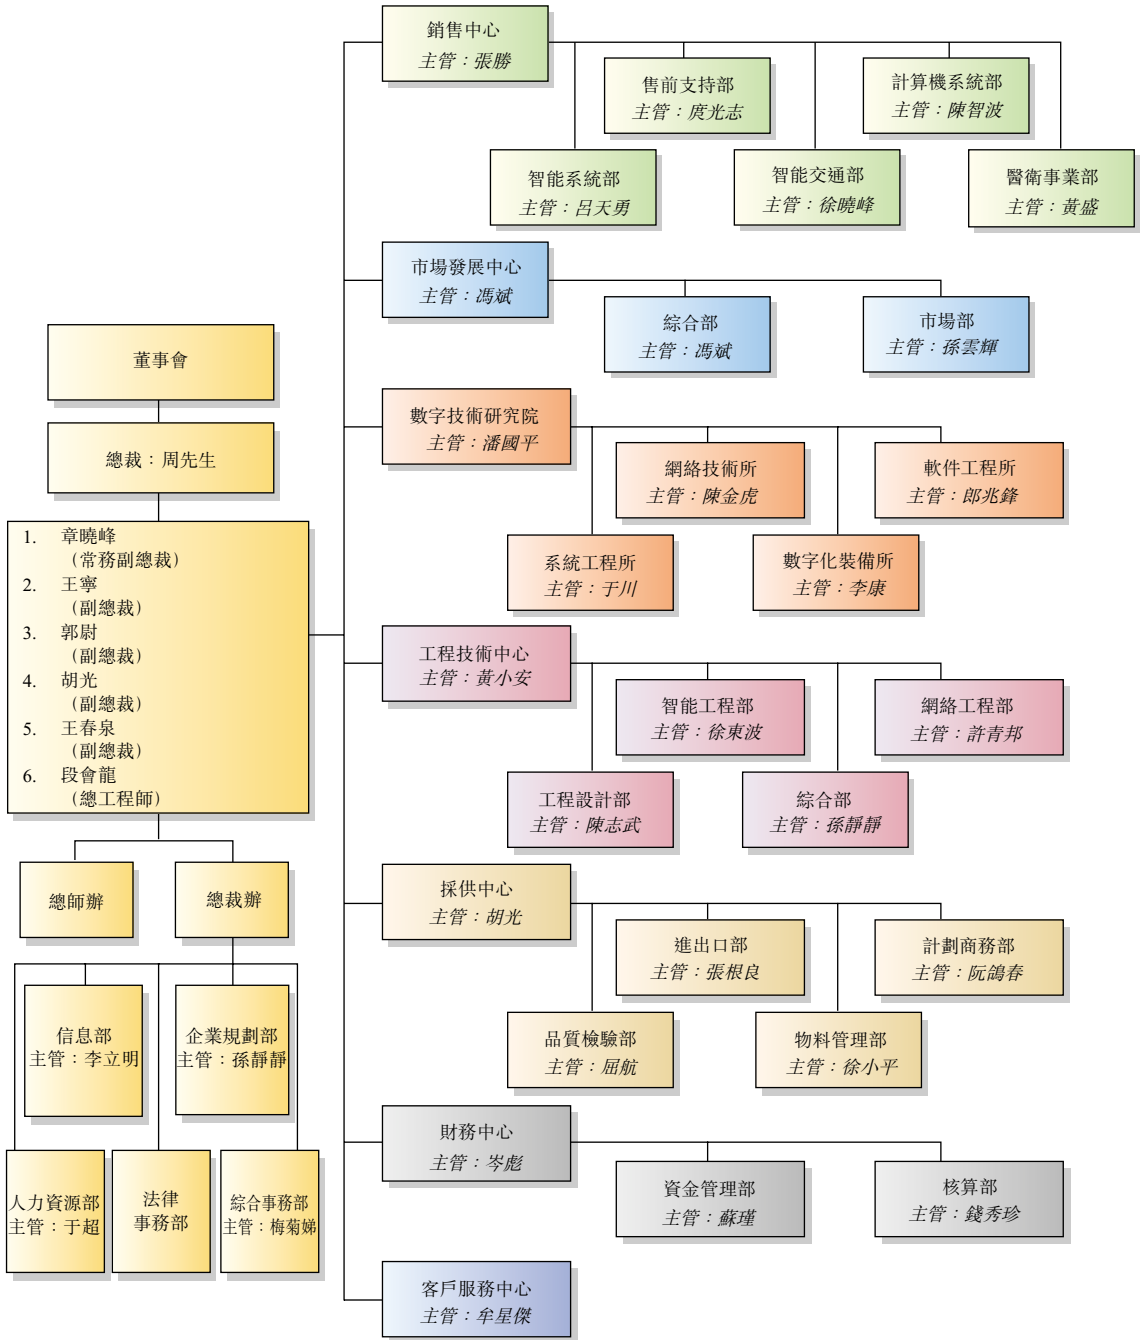 董事會
總裁：周先生
1. 章曉峰
（常務副總裁）
2. 王寧
（副總裁）
3. 郭尉
（副總裁）
4. 胡光
（副總裁）
5. 王春泉
（副總裁）
6. 段會龍
（總工程師）
總師辦
總裁辦
信息部
主管：李立明
企業規劃部
主管：孫靜靜
人力資源部
主管：于超
法律
事務部
綜合事務部
主管：梅菊娣
銷售中心
主管：張勝
售前支持部
主管：庹光志
計算機系統部
主管：陳智波
智能系統部
主管：呂天勇
智能交通部
主管：徐曉峰
醫衛事業部
主管：黃盛
市場發展中心
主管：馮斌
綜合部
主管：馮斌
市場部
主管：孫雲輝
數字技術研究院
主管：潘國平
網絡技術所
主管：陳金虎
軟件工程所
主管：郎兆鋒
系統工程所
主管：于川
數字化裝備所
主管：李康
工程技術中心
主管：黃小安
智能工程部
主管：徐東波
網絡工程部
主管：許青邦
工程設計部
主管：陳志武
綜合部
主管：孫靜靜
採供中心
主管：胡光
進出口部
主管：張根良
計劃商務部
主管：阮鴿春
品質檢驗部
主管：屈航
物料管理部
主管：徐小平
財務中心
主管：岑彪
資金管理部
主管：蘇瑾
核算部
主管：錢秀珍
客戶服務中心
主管：牟星傑